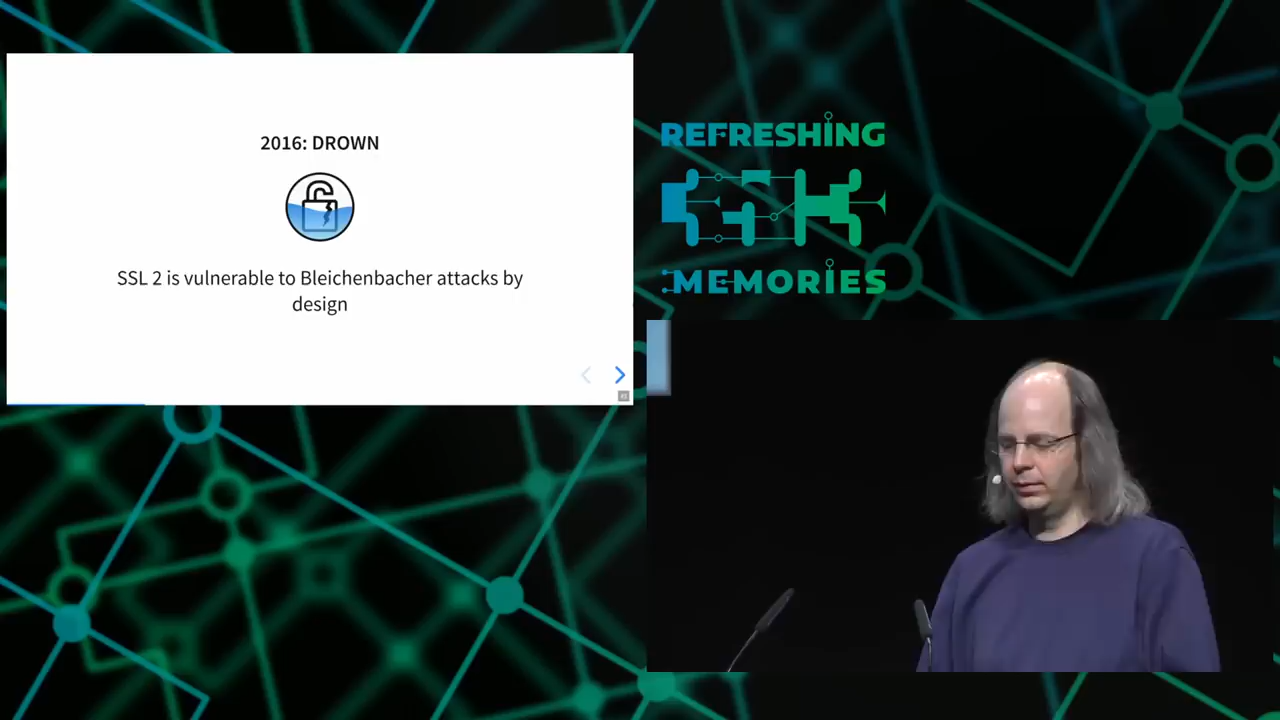 2016: DROWN
SSL 2 is vulnerable to Bleichenbacher attacks by
design
REFRESHING
MEMORIES